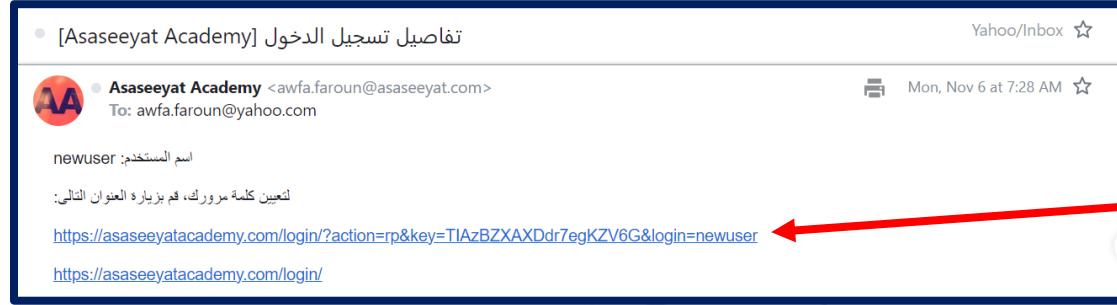 [Asaseeyat Academy] تفاصيل تسجيل الدخول
Yahoo/Inbox
AA
Asaseeyat Academy <awfa.faroun@asaseeyat.com>
Mon, Nov 6 at 7:28 AM
To: awfa.faroun@yahoo.com
اسم المستخدم: newuser
لتعيين كلمة مرورك، قم بزيارة العنوان التالى:
https://asaseeyatacademy.com/login/?action=rp&key=TIAzBZXAXDdr7egKZV6G&login=newuser
https://asaseeyatacademy.com/login/